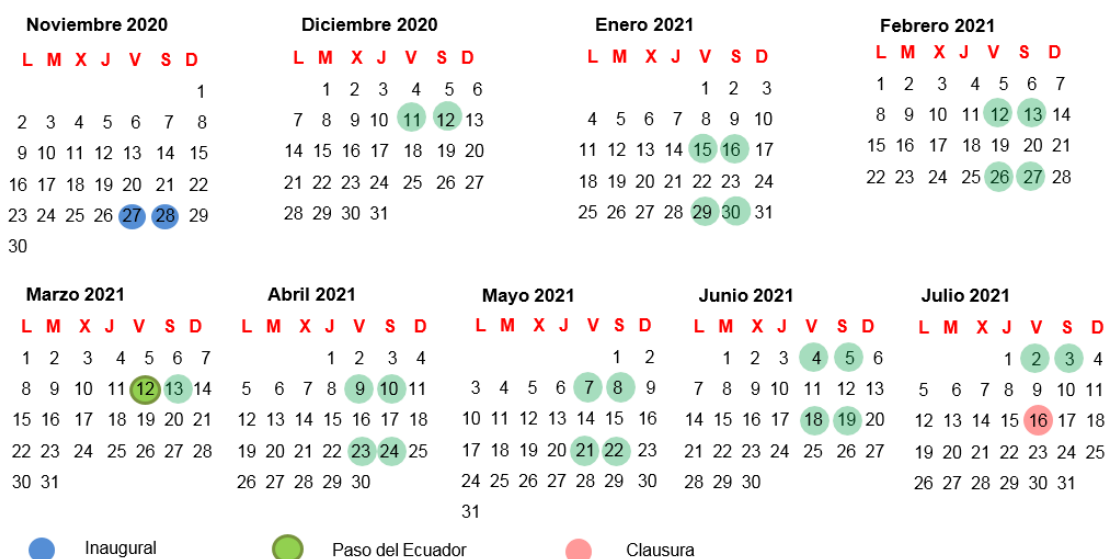 Noviembre 2020
L M X J V S D
1
2 3 4 5 6 7 8
9 10 11 12 13 14 15
16 17 18 19 20 21 22
23 24 25 26 27 28 29
30
Diciembre 2020
L M X J V S D
1 2 3 4 5 6
7 8 9 10 11 12 13
14 15 16 17 18 19 20
21 22 23 24 25 26 27
28 29 30 31
Enero 2021
L M X J V S D
1 2 3
4 5 6 7 8 9 10
11 12 13 14 15 16 17
18 19 20 21 22 23 24
25 26 27 28 29 30 31
Febrero 2021
L M X J V S D
1 2 3 4 5 6 7
8 9 10 11 12 13 14
15 16 17 18 19 20 21
22 23 24 25 26 27 28
Marzo 2021
L M X J V S D
1 2 3 4 5 6 7
8 9 10 11 12 13 14
15 16 17 18 19 20 21
22 23 24 25 26 27 28
30 31
Abril 2021
L M X J V S D
1 2 3 4
5 6 7 8 9 10 11
12 13 14 15 16 17 18
19 20 21 22 23 24 25
26 27 28 29 30
Mayo 2021
L M X J V S D
1 2
3 4 5 6 7 8 9
10 11 12 13 14 15 16
17 18 19 20 21 22 23
24 25 26 27 28 29 30
31
Junio 2021
L M X J V S D
1 2 3 4 5 6
7 8 9 10 11 12 13
14 15 16 17 18 19 20
21 22 23 24 25 26 27
28 29 30
Julio 2021
L M X J V S D
1 2 3 4
5 6 7 8 9 10 11
12 13 14 15 16 17 18
19 20 21 22 23 24 25
26 27 28 29 30 31
Inaugural
Paso del Ecuador
Clausura